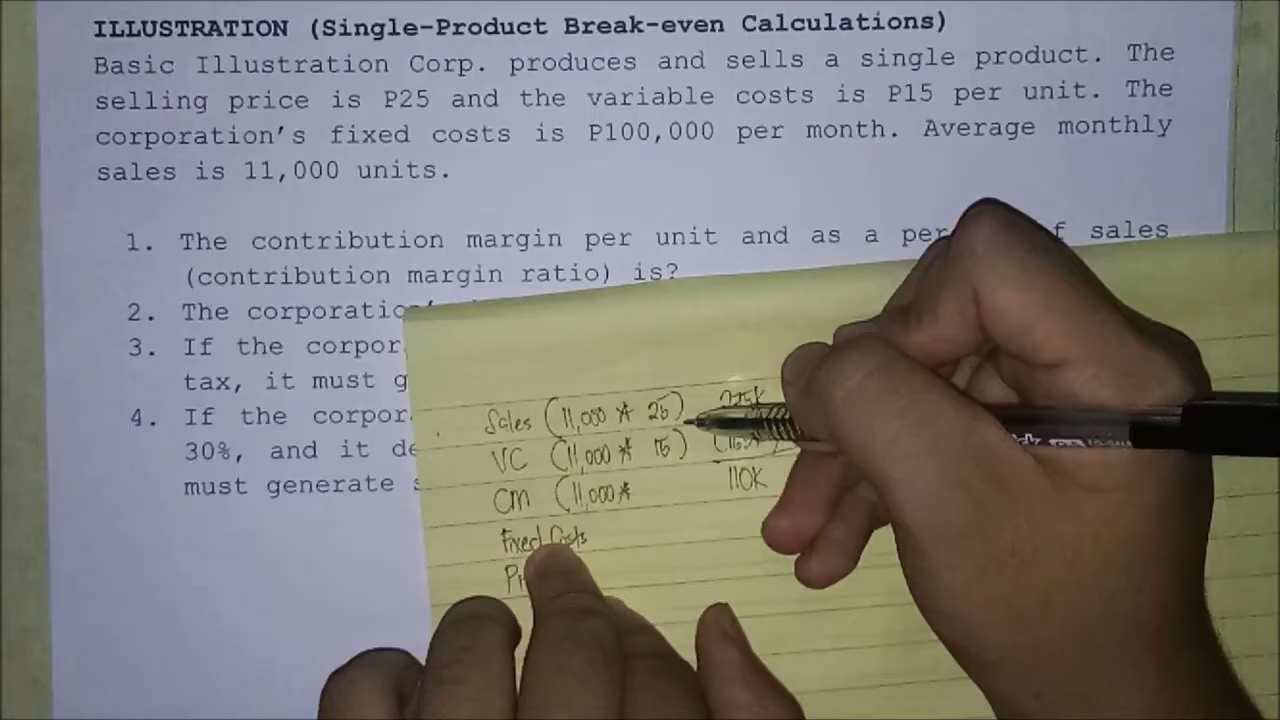 ILLUSTRATION (Single-Product Break-even Calculations)
Basic Illustration Corp. produces and sells a single product. The
selling price is P25 and the variable costs is P15 per unit. The
corporation's fixed costs is P100,000 per month. Average monthly
sales is 11,000 units.
1. The contribution margin per unit and as a per f sales
(contribution margin ratio) is?
2. The corporatio
3. If the corpor
tax, it must g
4. If the corpor
30%, and it de
must generate
Sales (11,000 * 25) 275K
VC (11,000 * 15) (165K)
CM (11,000* 110K
Fixed Costs
Pr